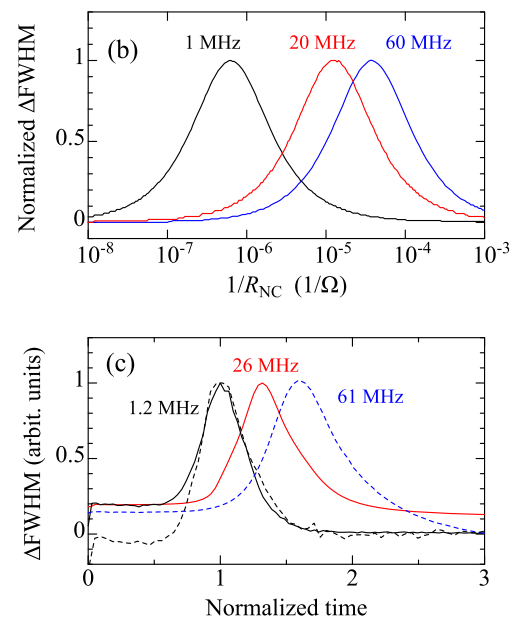 (b)
1 MHz 20 MHz 60 MHz
Normalized ΔFWHM
1
0.5
0
10⁻⁸ 10⁻⁷ 10⁻⁶ 10⁻⁵ 10⁻⁴ 10⁻³
1/R_NC (1/Ω)
(c)
26 MHz
1.2 MHz
61 MHz
ΔFWHM (arbit. units)
1
0.5
0
0 1 2 3
Normalized time